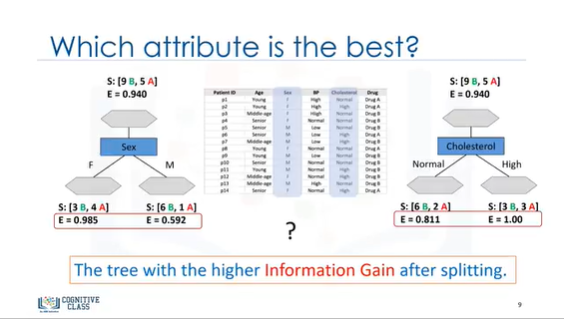 Which attribute is the best?
S: [9 B, 5 A]
E = 0.940
Sex
F
M
S: [3 B, 4 A]
E = 0.985
S: [6 B, 1 A]
E = 0.592
Patient ID Age Sex BP Cholesterol Drug
p1 Young F High Normal Drug A
p2 Young F High High Drug A
p3 Middle-age F High Normal Drug B
p4 Senior F Normal Normal Drug B
p5 Senior M Low Normal Drug B
p6 Senior M Low High Drug A
p7 Middle-age M Low High Drug B
p8 Young F Normal Normal Drug A
p9 Young M Low Normal Drug B
p10 Senior M Normal Normal Drug B
p11 Young M Normal High Drug B
p12 Middle-age F Normal High Drug B
p13 Middle-age M High Normal Drug B
p14 Senior F Normal High Drug A
?
S: [9 B, 5 A]
E = 0.940
Cholesterol
Normal
High
S: [6 B, 2 A]
E = 0.811
S: [3 B, 3 A]
E = 1.00
The tree with the higher Information Gain after splitting.
COGNITIVE
CLASS
9